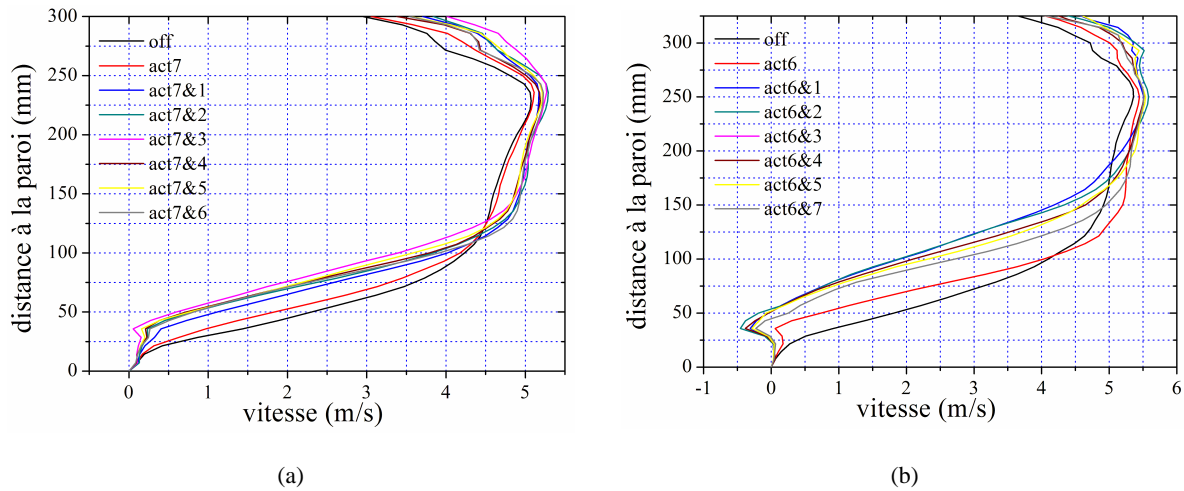 distance à la paroi (mm)
300
250
200
150
100
50
0
off
act7
act7&1
act7&2
act7&3
act7&4
act7&5
act7&6
0
1
2
3
4
5
vitesse (m/s)
(a)
distance à la paroi (mm)
300
250
200
150
100
50
0
off
act6
act6&1
act6&2
act6&3
act6&4
act6&5
act6&7
-1
0
1
2
3
4
5
6
vitesse (m/s)
(b)